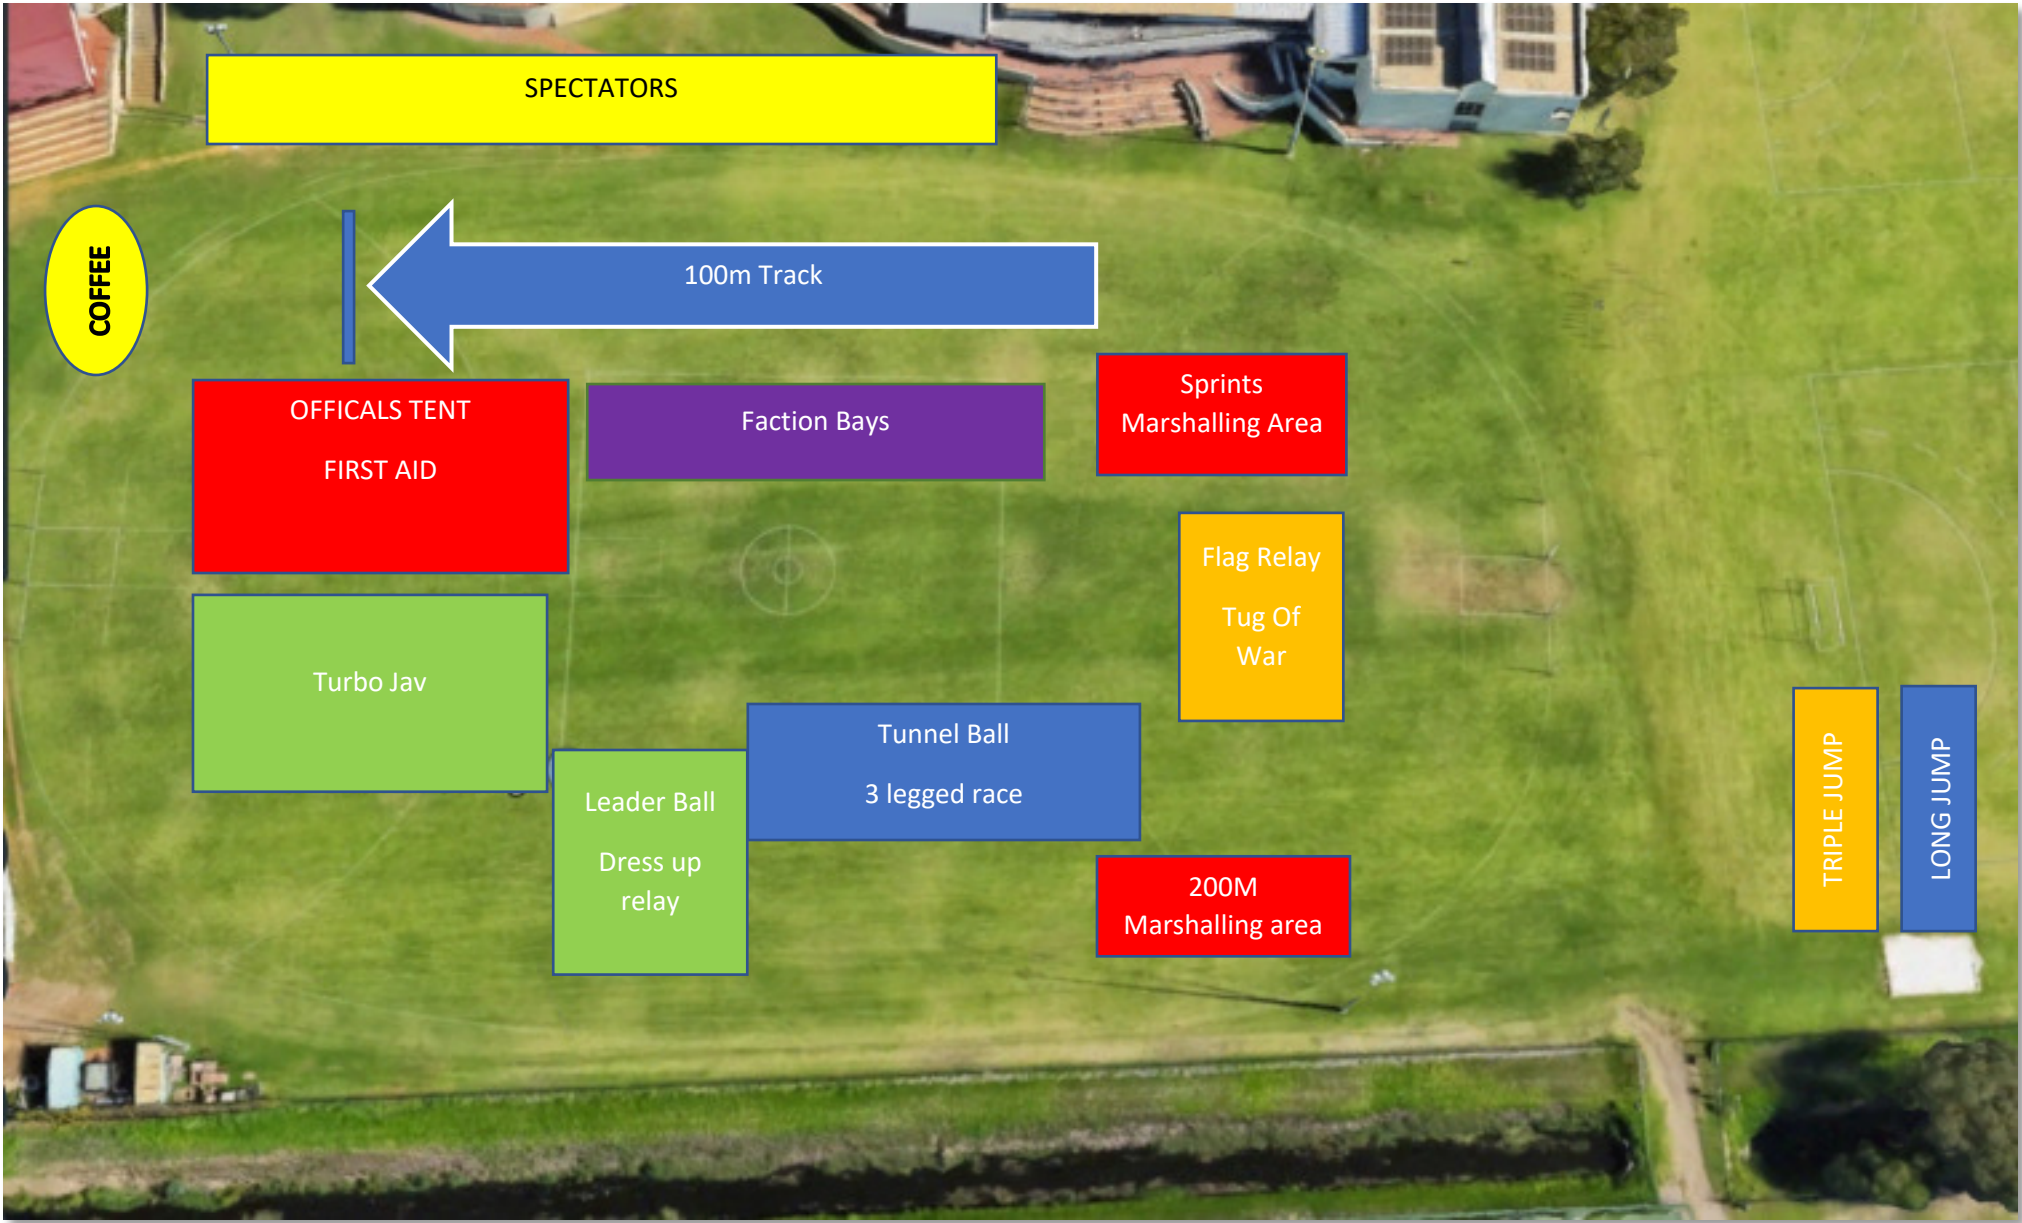 SPECTATORS
COFFEE
100m Track
OFFICALS TENT
FIRST AID
Faction Bays
Sprints
Marshalling Area
Flag Relay
Tug Of
War
Turbo Jav
Tunnel Ball
3 legged race
Leader Ball
Dress up
relay
200M
Marshalling area
TRIPLE JUMP
LONG JUMP